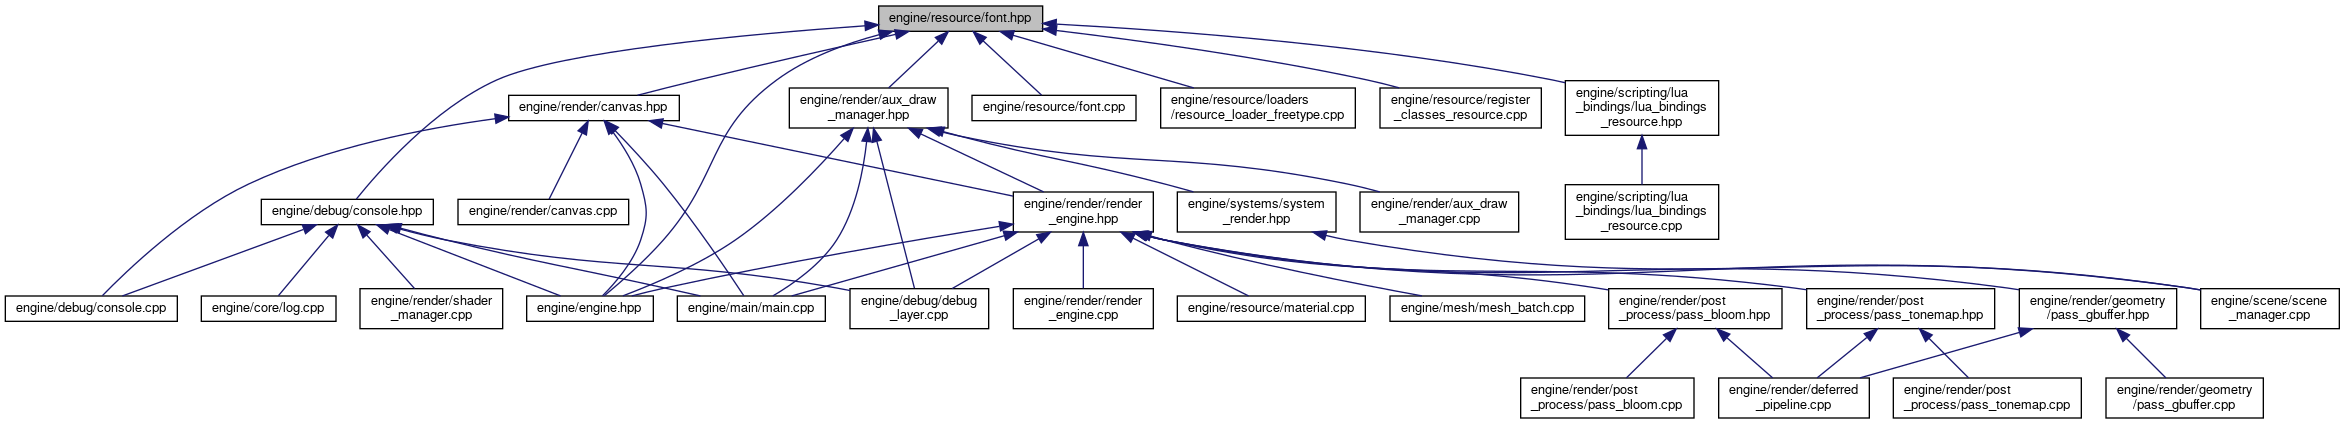 engine/resource/font.hpp
engine/render/canvas.hpp
engine/render/aux_draw
_manager.hpp
engine/resource/font.cpp
engine/resource/loaders
/resource_loader_freetype.cpp
engine/resource/register
_classes_resource.cpp
engine/scripting/lua
_bindings/lua_bindings
_resource.hpp
engine/debug/console.hpp
engine/render/canvas.cpp
engine/render/render
_engine.hpp
engine/systems/system
_render.hpp
engine/render/aux_draw
_manager.cpp
engine/scripting/lua
_bindings/lua_bindings
_resource.cpp
engine/debug/console.cpp
engine/core/log.cpp
engine/render/shader
_manager.cpp
engine/engine.hpp
engine/main/main.cpp
engine/debug/debug
_layer.cpp
engine/render/render
_engine.cpp
engine/resource/material.cpp
engine/mesh/mesh_batch.cpp
engine/render/post
_process/pass_bloom.hpp
engine/render/post
_process/pass_tonemap.hpp
engine/render/geometry
/pass_gbuffer.hpp
engine/scene/scene
_manager.cpp
engine/render/post
_process/pass_bloom.cpp
engine/render/deferred
_pipeline.cpp
engine/render/post
_process/pass_tonemap.cpp
engine/render/geometry
/pass_gbuffer.cpp